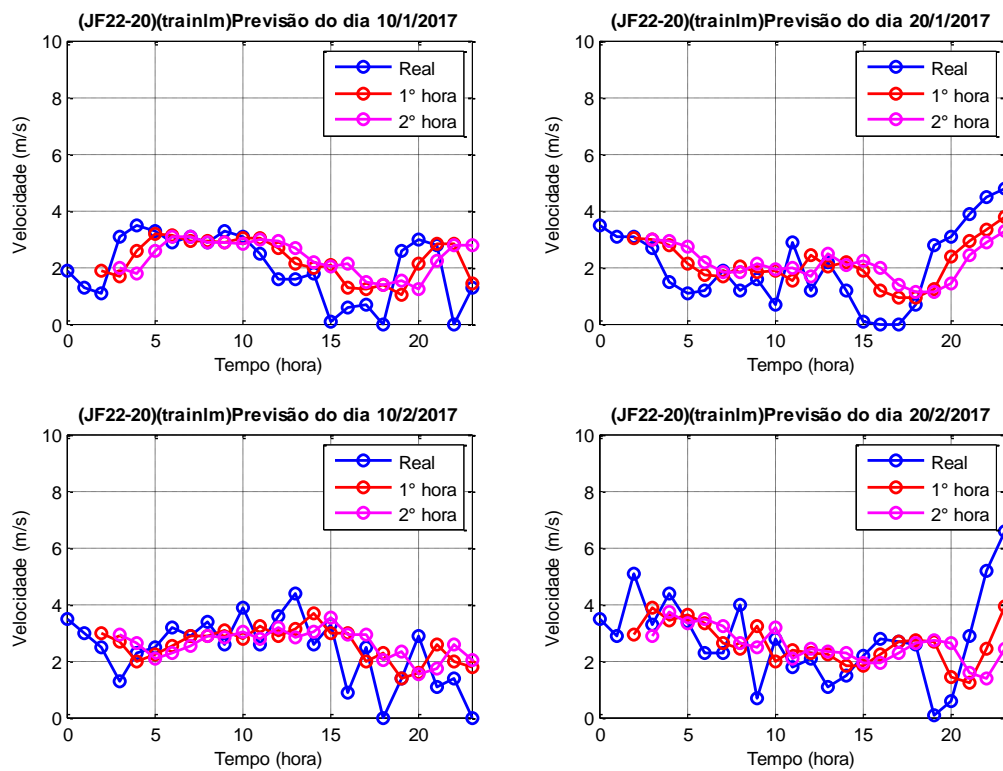 (JF22-20)(trainlm)Previsão do dia 10/1/2017
10
8
6
4
2
0
Velocidade (m/s)
0 5 10 15 20
Tempo (hora)
Real
1° hora
2° hora
(JF22-20)(trainlm)Previsão do dia 20/1/2017
10
8
6
4
2
0
Velocidade (m/s)
0 5 10 15 20
Tempo (hora)
Real
1° hora
2° hora
(JF22-20)(trainlm)Previsão do dia 10/2/2017
10
8
6
4
2
0
Velocidade (m/s)
0 5 10 15 20
Tempo (hora)
Real
1° hora
2° hora
(JF22-20)(trainlm)Previsão do dia 20/2/2017
10
8
6
4
2
0
Velocidade (m/s)
0 5 10 15 20
Tempo (hora)
Real
1° hora
2° hora